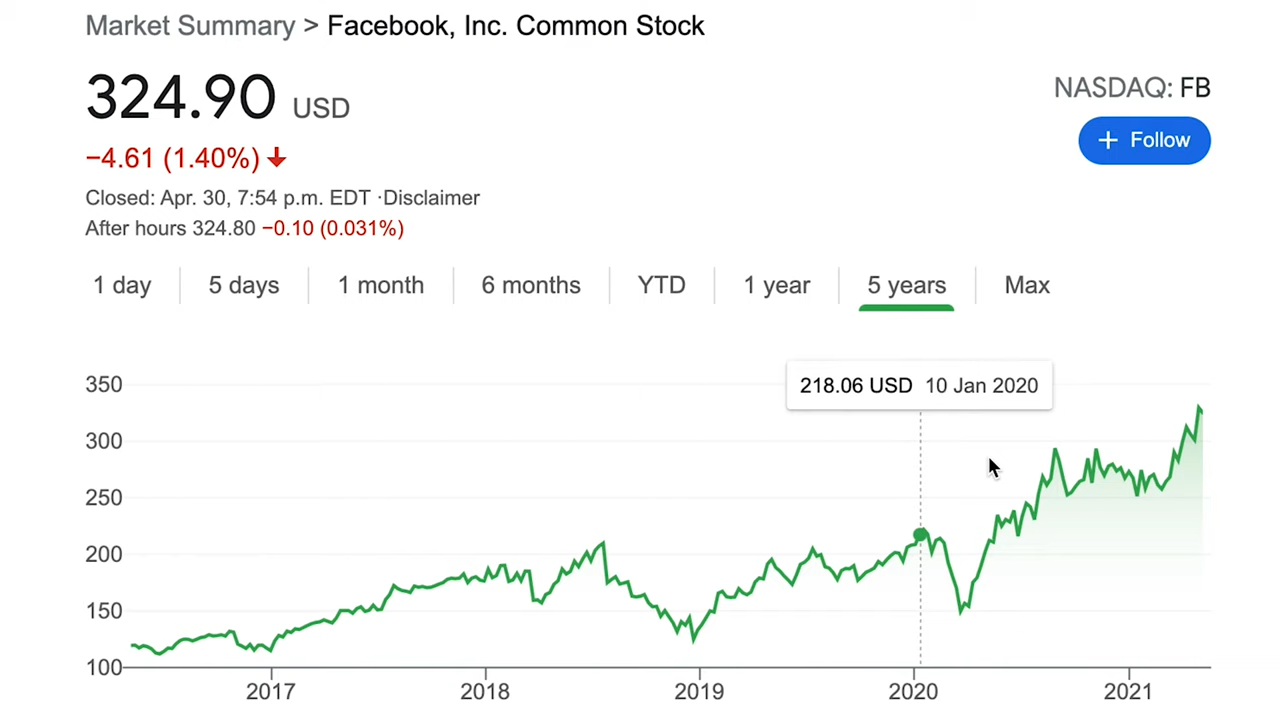 Market Summary > Facebook, Inc. Common Stock
324.90 USD
NASDAQ: FB
−4.61 (1.40%)
+ Follow
Closed: Apr. 30, 7:54 p.m. EDT ·Disclaimer
After hours 324.80 −0.10 (0.031%)
1 day 5 days 1 month 6 months YTD 1 year 5 years Max
218.06 USD 10 Jan 2020
350
300
250
200
150
100
2017 2018 2019 2020 2021